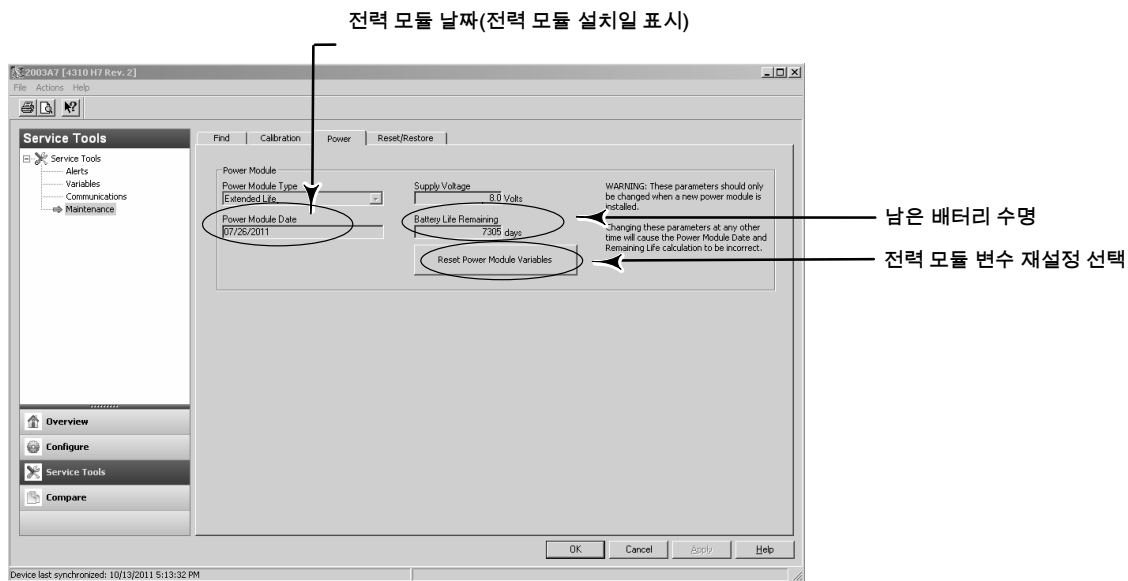 전력 모듈 날짜(전력 모듈 설치일 표시)
2003A7 [4310 H7 Rev. 2]
File Actions Help
Service Tools
Service Tools
Alerts
Variables
Communications
Maintenance
Find Calibration Power Reset/Restore
Power Module
Power Module Type
Extended Life
Power Module Date
07/26/2011
Supply Voltage
8.0 Volts
Battery Life Remaining
7305 days
Reset Power Module Variables
WARNING: These parameters should only
be changed when a new power module is
installed.
Changing these parameters at any other
time will cause the Power Module Date and
Remaining Life calculation to be incorrect.
남은 배터리 수명
전력 모듈 변수 재설정 선택
Overview
Configure
Service Tools
Compare
OK Cancel Apply Help
Device last synchronized: 10/13/2011 5:13:32 PM